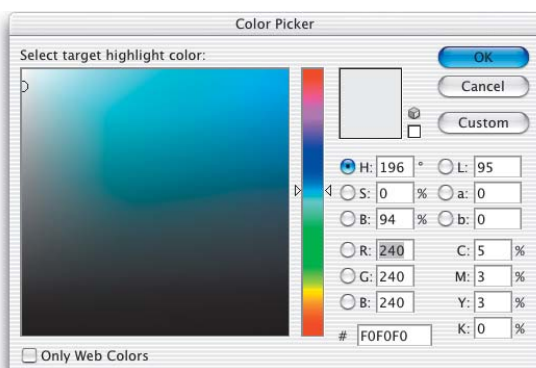 Color Picker
Select target highlight color:
OK
Cancel
Custom
H: 196 °
L: 95
S: 0 %
a: 0
B: 94 %
b: 0
R: 240
C: 5 %
G: 240
M: 3 %
B: 240
Y: 3 %
# F0F0F0
K: 0 %
Only Web Colors